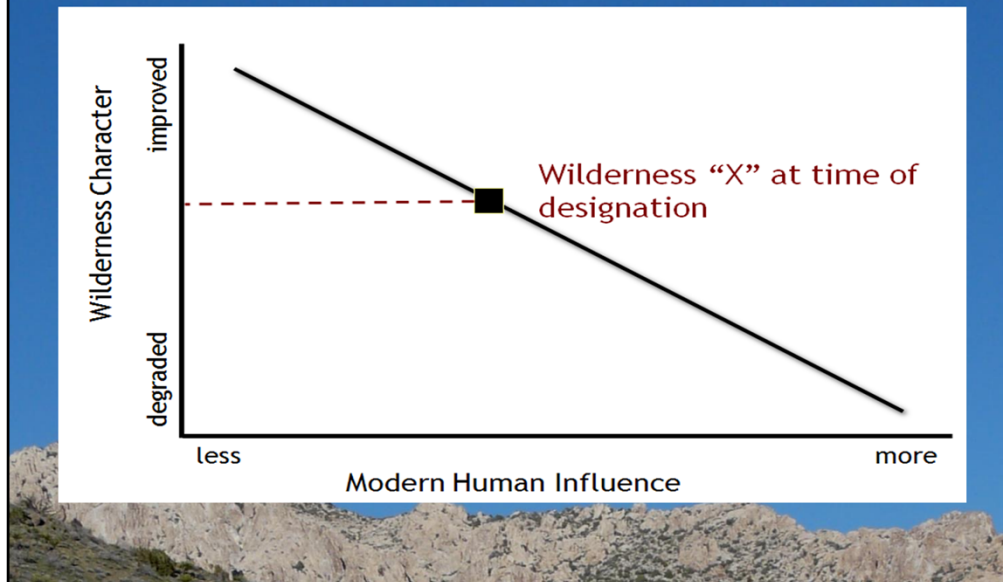 improved
Wilderness Character
degraded
Wilderness “X” at time of
designation
less
more
Modern Human Influence